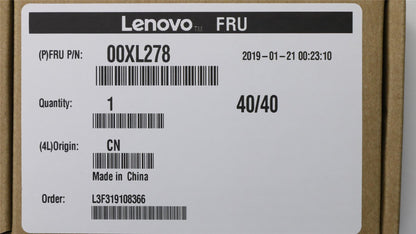 Lenovo™ FRU
(P)FRU P/N: 00XL278 2019-01-21 00:23:10
Quantity: 1 40/40
(4L)Origin: CN
Made in China
Order: L3F319108366